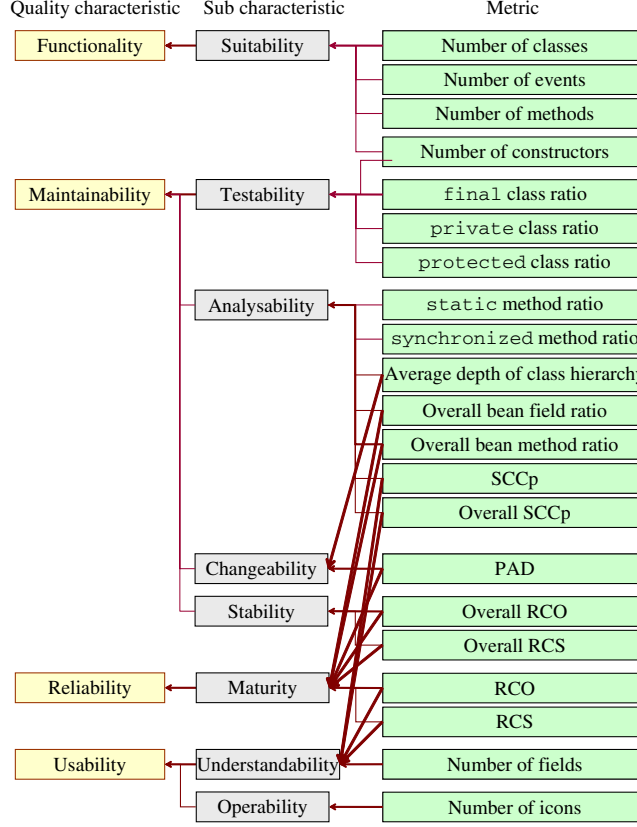 Quality characteristic Sub characteristic Metric
Functionality Suitability Number of classes
Number of events
Number of methods
Number of constructors
Maintainability Testability final class ratio
private class ratio
protected class ratio
Analysability static method ratio
synchronized method ratio
Average depth of class hierarchy
Overall bean field ratio
Overall bean method ratio
SCCp
Overall SCCp
Changeability PAD
Stability Overall RCO
Overall RCS
Reliability Maturity RCO
RCS
Usability Understandability Number of fields
Operability Number of icons